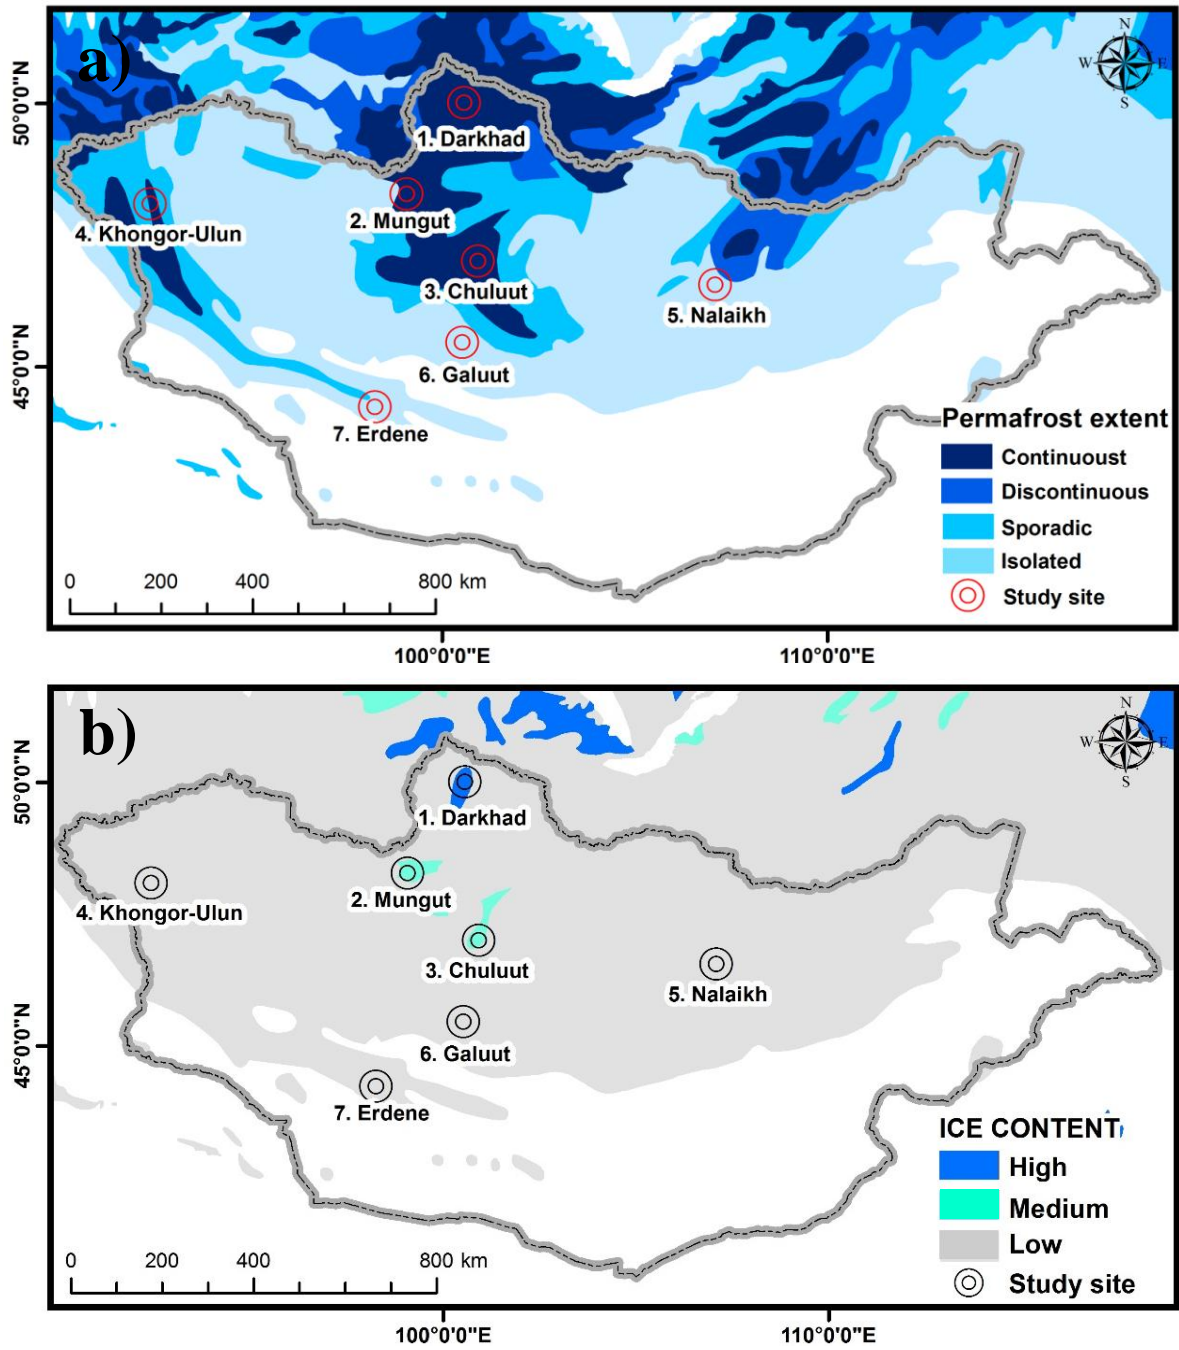 a)
N
W E
S
50°0'0"N
1. Darkhad
2. Mungut
4. Khongor-Ulun
3. Chuluut
5. Nalaikh
6. Galuut
45°0'0"N
7. Erdene
Permafrost extent
Continuoust
Discontinuous
Sporadic
Isolated
Study site
0 200 400 800 km
100°0'0"E 110°0'0"E
b)
N
W E
S
50°0'0"N
1. Darkhad
2. Mungut
4. Khongor-Ulun
3. Chuluut
5. Nalaikh
6. Galuut
45°0'0"N
7. Erdene
ICE CONTENT
High
Medium
Low
Study site
0 200 400 800 km
100°0'0"E 110°0'0"E